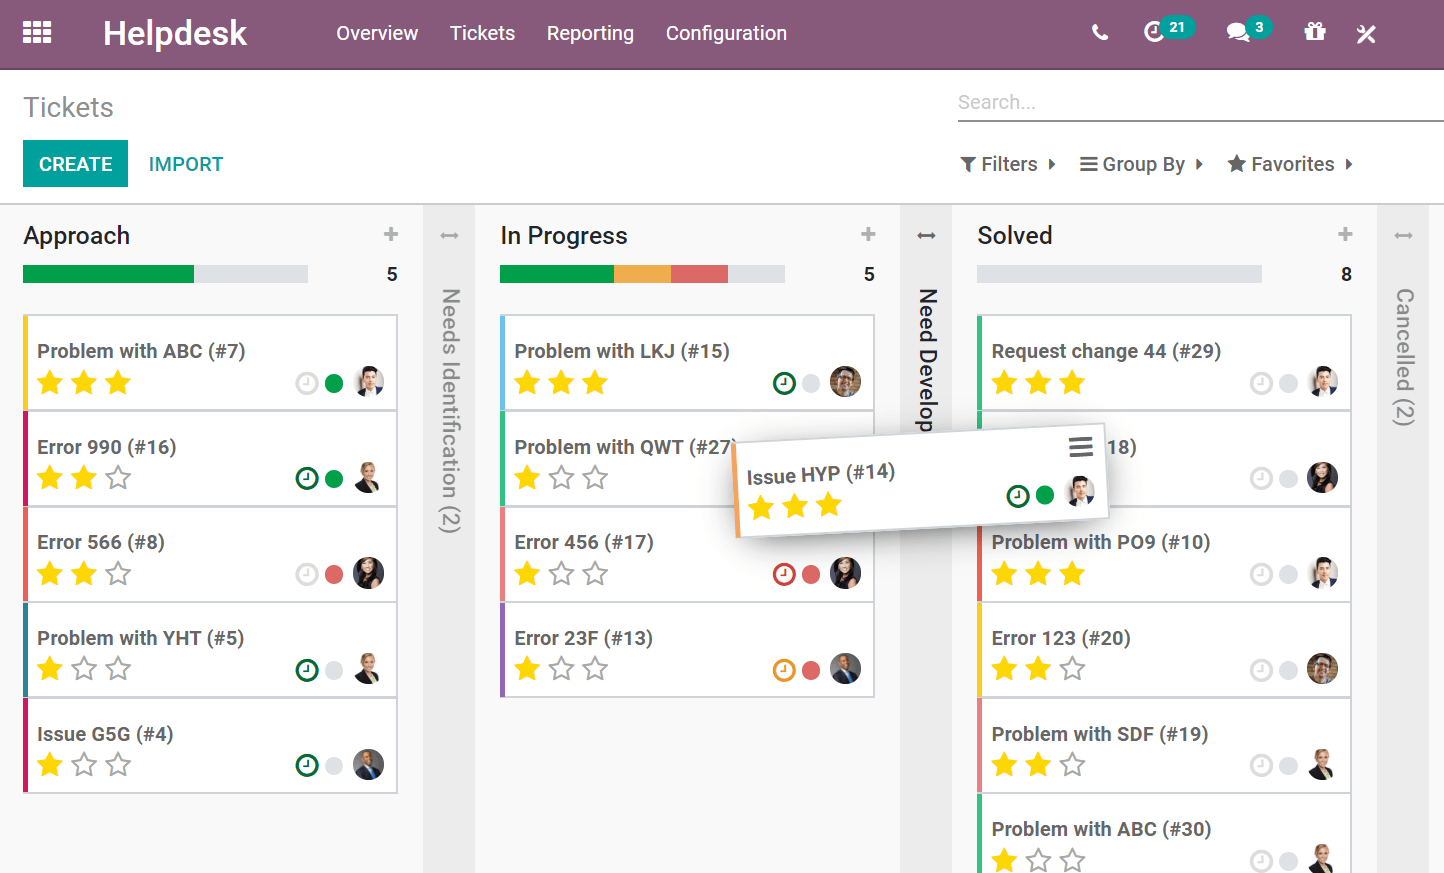 Helpdesk
Overview
Tickets
Reporting
Configuration
21
3
Tickets
Search...
CREATE
IMPORT
Filters
Group By
Favorites
Approach
5
Problem with ABC (#7)
Error 990 (#16)
Error 566 (#8)
Problem with YHT (#5)
Issue G5G (#4)
Needs Identification (2)
In Progress
5
Problem with LKJ (#15)
Problem with QWT (#27)
Error 456 (#17)
Error 23F (#13)
Need Develop
Issue HYP (#14)
Solved
8
Request change 44 (#29)
18)
Problem with PO9 (#10)
Error 123 (#20)
Problem with SDF (#19)
Problem with ABC (#30)
Cancelled (2)